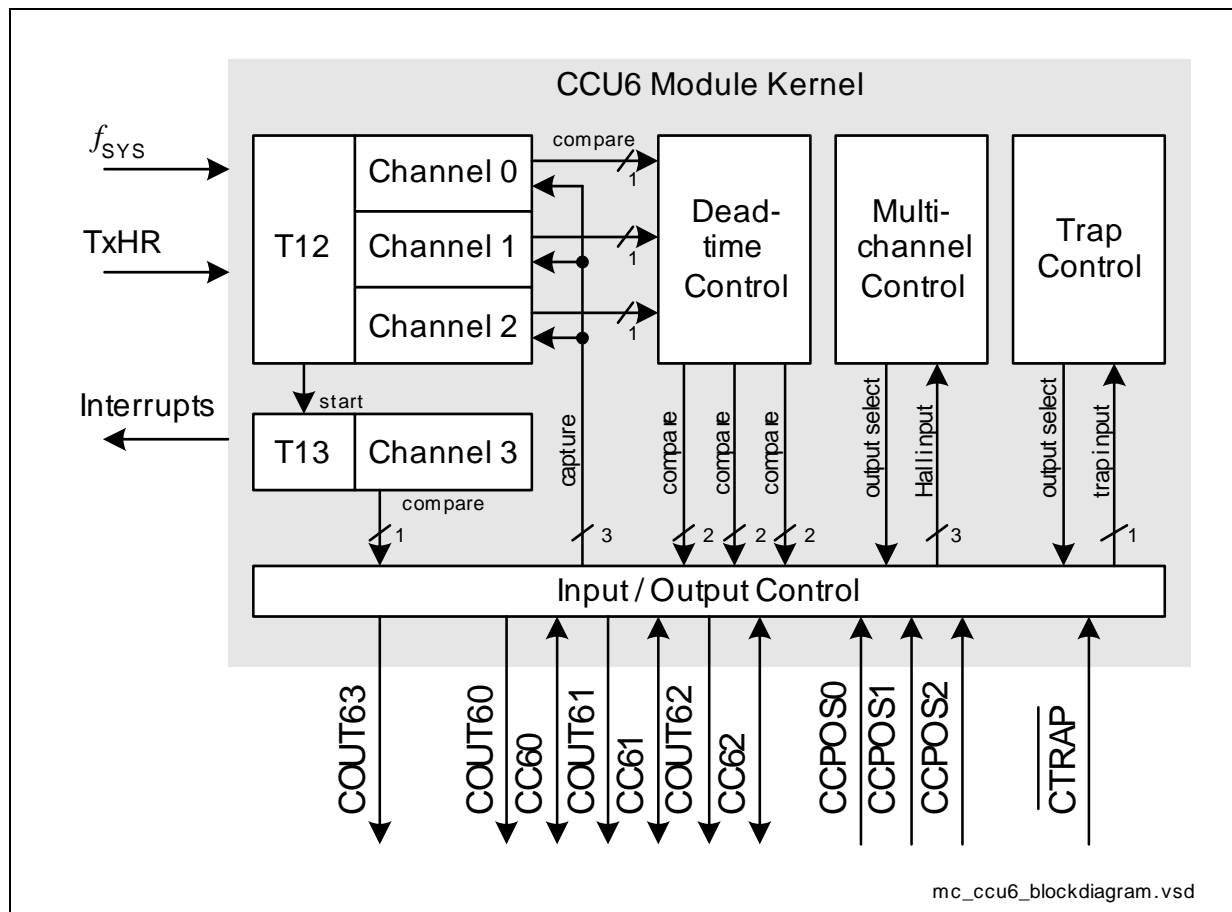 CCU6 Module Kernel
fSYS
TxHR
Interrupts
T12
Channel 0
Channel 1
Channel 2
compare
1
1
1
Dead-
time
Control
Multi-
channel
Control
Trap
Control
start
T13
Channel 3
compare
1
capture
3
compare
2
compare
2
compare
2
output select
Hall input
3
output select
trap input
1
Input / Output Control
COUT63
COUT60
CC60
COUT61
CC61
COUT62
CC62
CCPOS0
CCPOS1
CCPOS2
CTRAP
mc_ccu6_blockdiagram.vsd